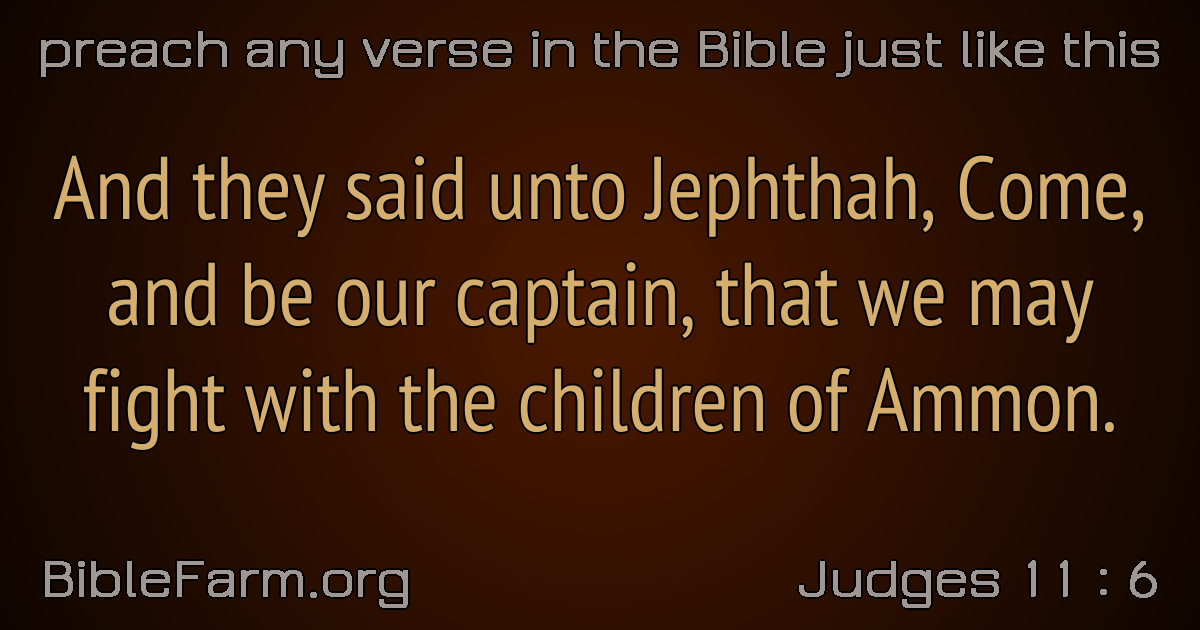 preach any verse in the Bible just like this
And they said unto Jephthah, Come,
and be our captain, that we may
fight with the children of Ammon.
BibleFarm.org
Judges 11 : 6